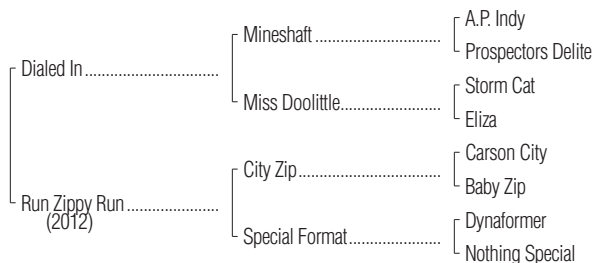 A.P. Indy
Mineshaft
Prospectors Delite
Dialed In
Storm Cat
Miss Doolittle
Eliza
Carson City
City Zip
Baby Zip
Run Zippy Run
(2012)
Dynaformer
Special Format
Nothing Special